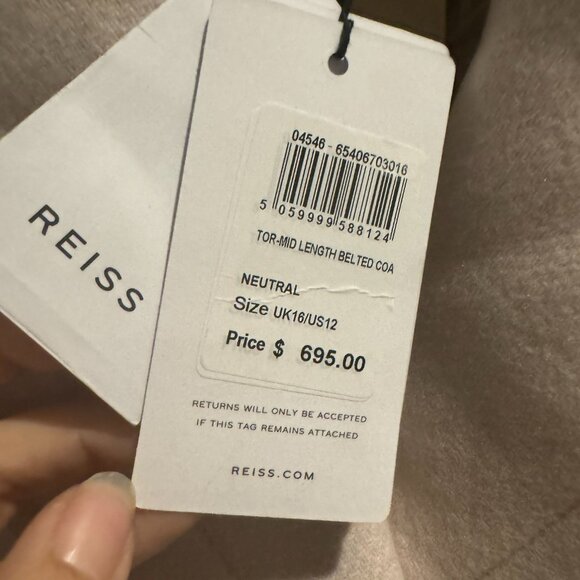 REISS
04546 - 65406703016
5 059999 588124
TOR-MID LENGTH BELTED COA
NEUTRAL
Size UK16/US12
Price $ 695.00
RETURNS WILL ONLY BE ACCEPTED
IF THIS TAG REMAINS ATTACHED
REISS.COM